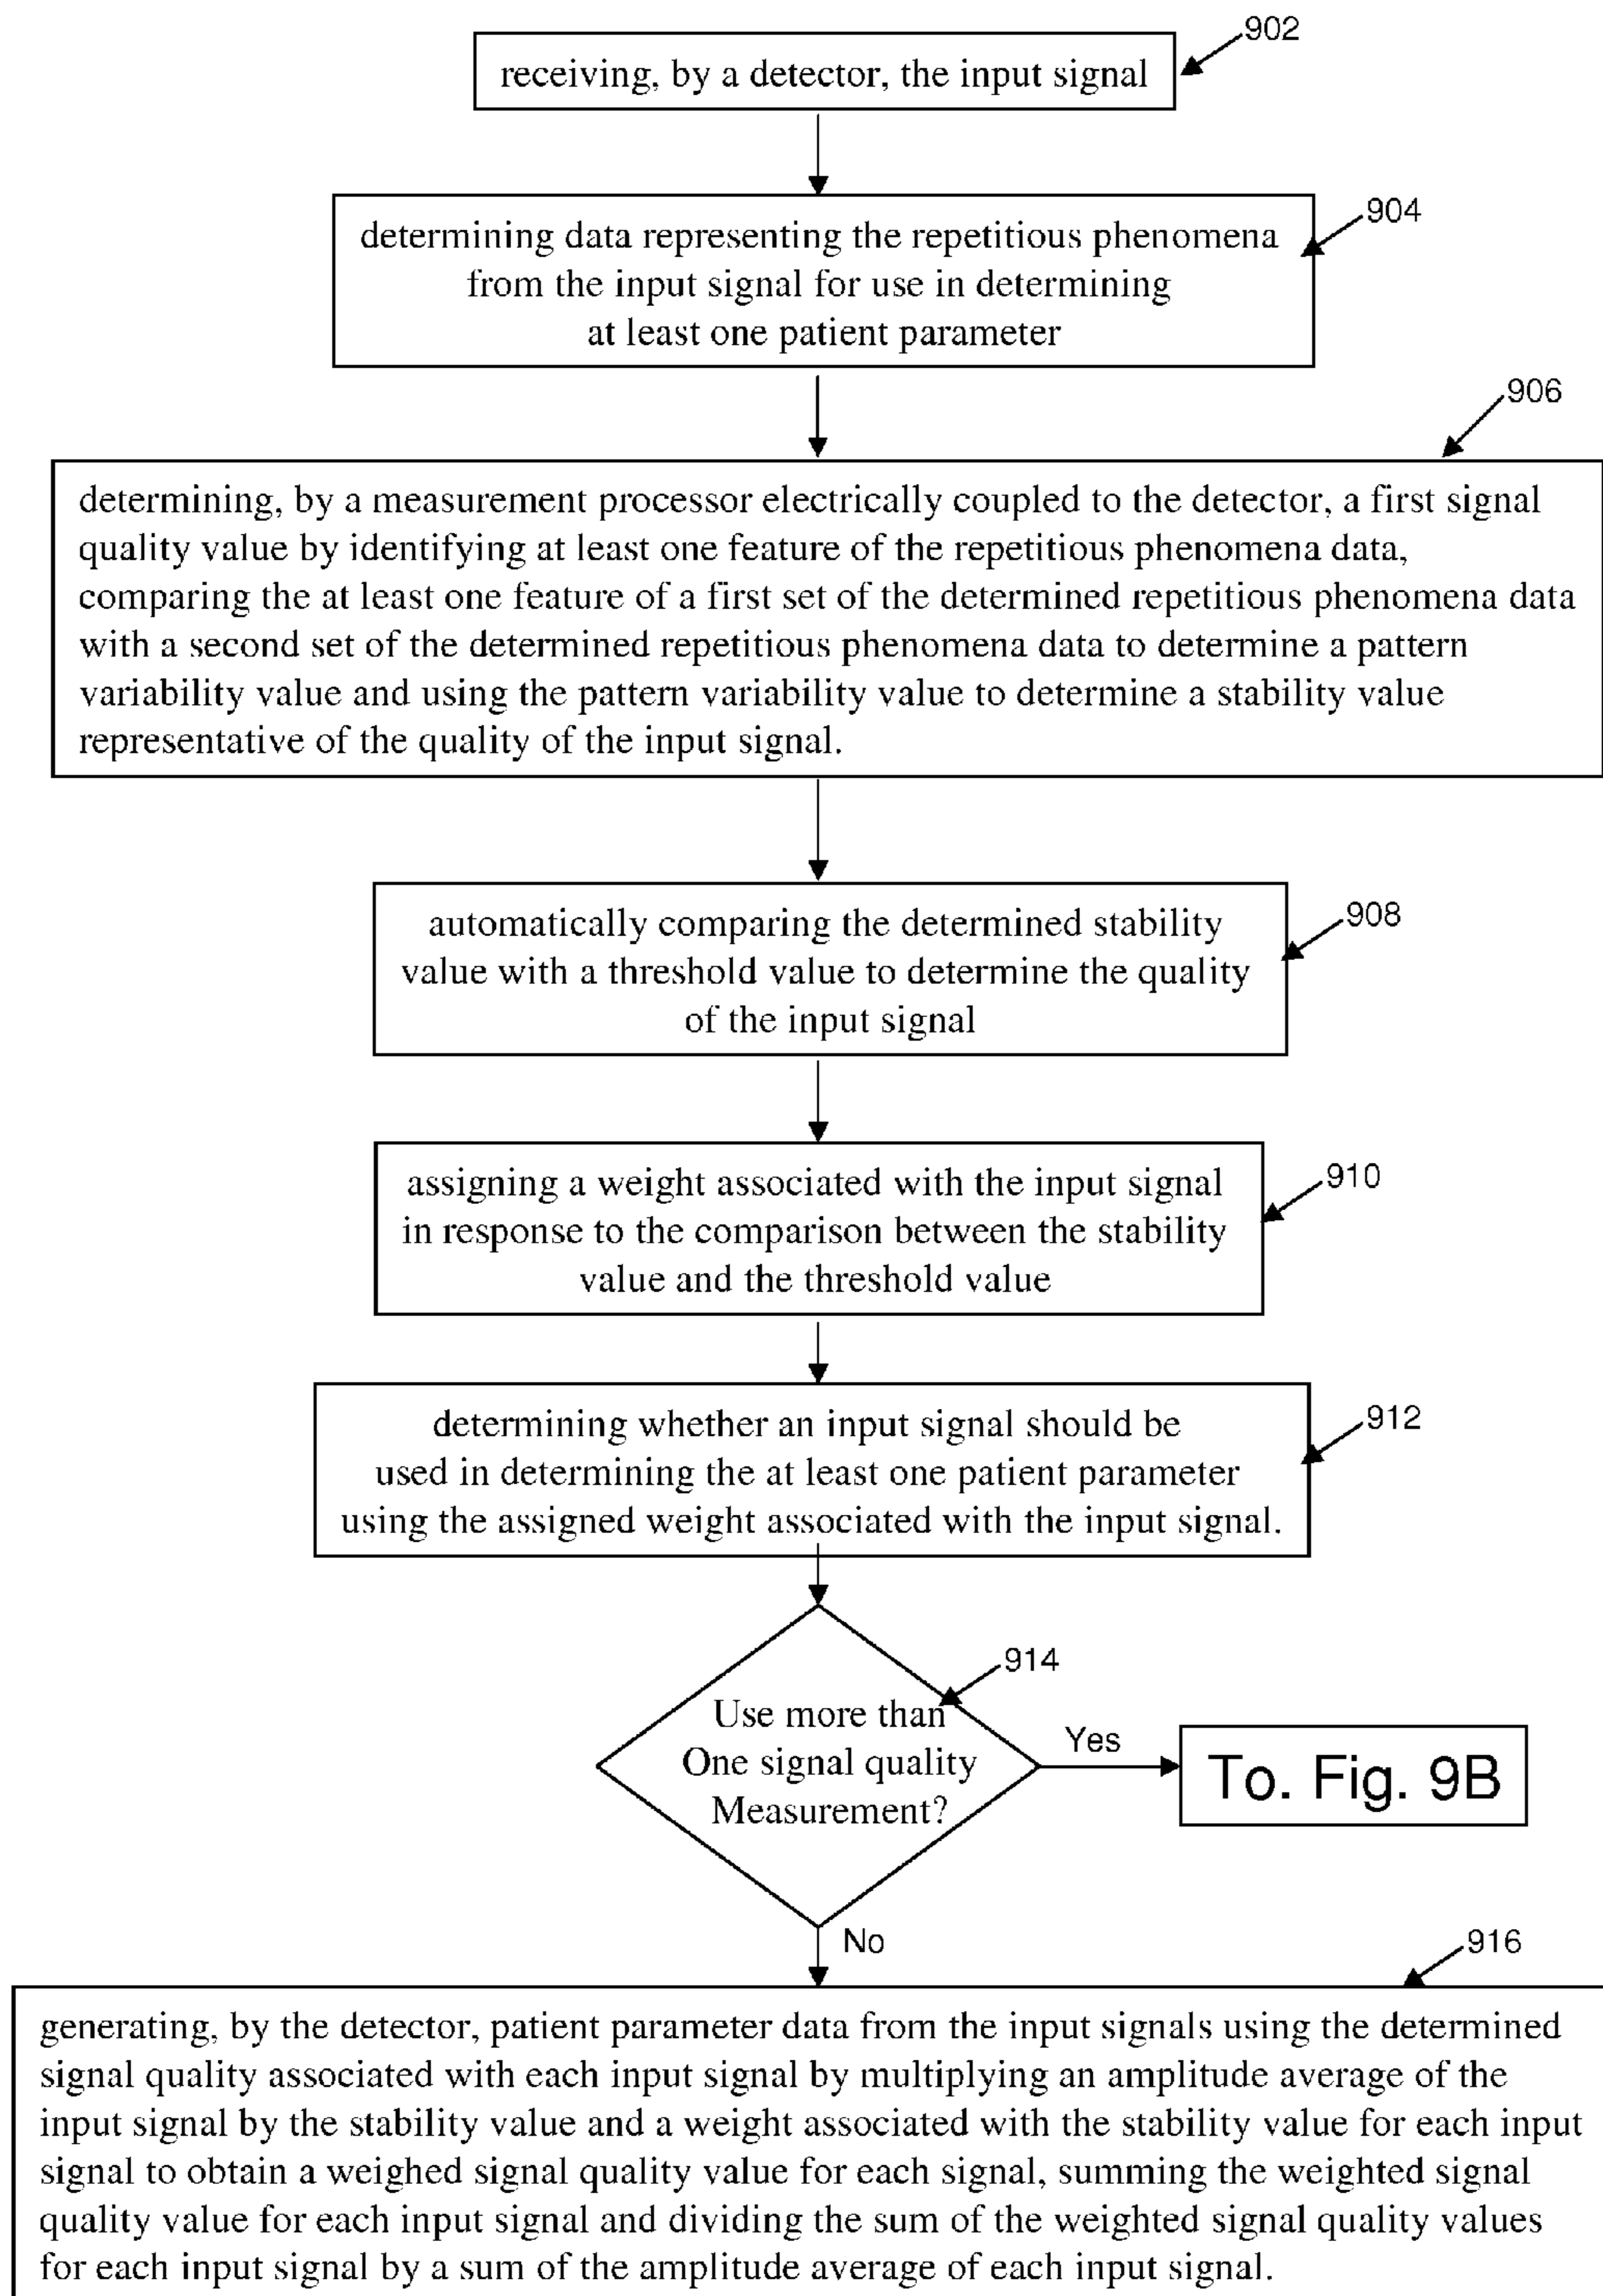 902
receiving, by a detector, the input signal
904
determining data representing the repetitious phenomena
from the input signal for use in determining
at least one patient parameter
906
determining, by a measurement processor electrically coupled to the detector, a first signal
quality value by identifying at least one feature of the repetitious phenomena data,
comparing the at least one feature of a first set of the determined repetitious phenomena data
with a second set of the determined repetitious phenomena data to determine a pattern
variability value and using the pattern variability value to determine a stability value
representative of the quality of the input signal.
908
automatically comparing the determined stability
value with a threshold value to determine the quality
of the input signal
910
assigning a weight associated with the input signal
in response to the comparison between the stability
value and the threshold value
912
determining whether an input signal should be
used in determining the at least one patient parameter
using the assigned weight associated with the input signal.
914
Use more than
One signal quality
Measurement?
Yes
To. Fig. 9B
No
916
generating, by the detector, patient parameter data from the input signals using the determined
signal quality associated with each input signal by multiplying an amplitude average of the
input signal by the stability value and a weight associated with the stability value for each input
signal to obtain a weighed signal quality value for each signal, summing the weighted signal
quality value for each input signal and dividing the sum of the weighted signal quality values
for each input signal by a sum of the amplitude average of each input signal.